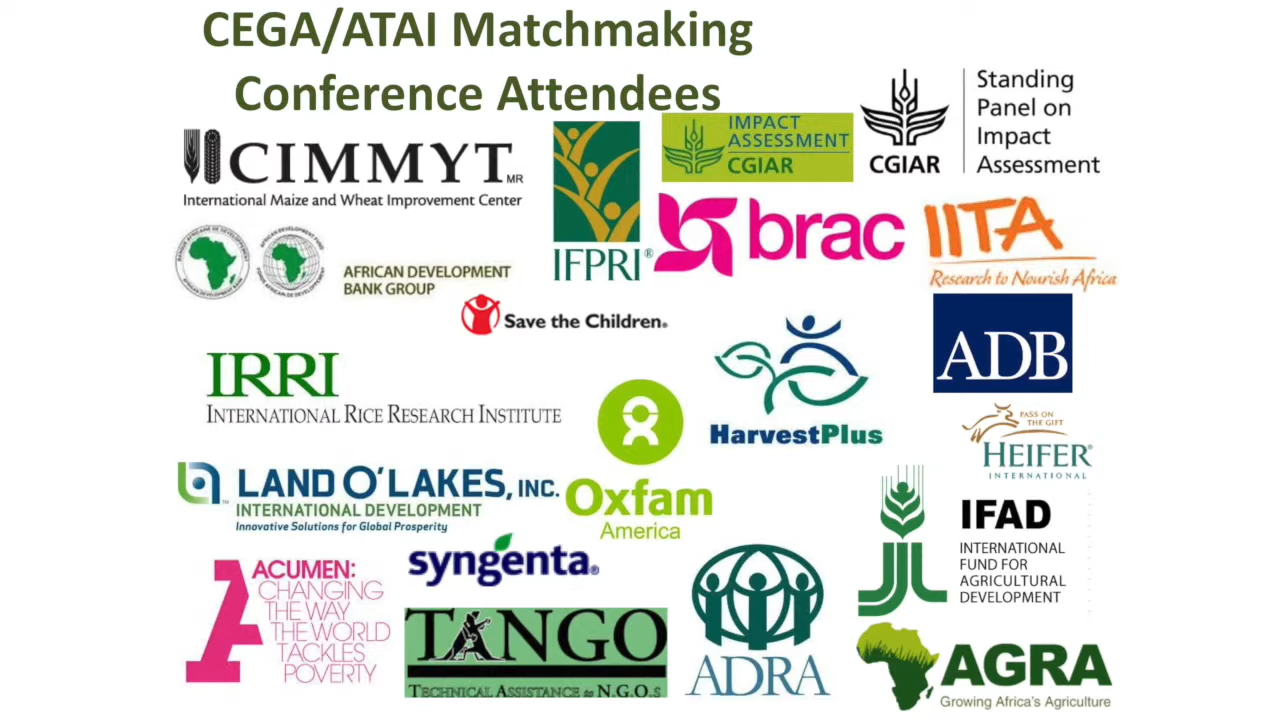 CEGA/ATAI Matchmaking
Conference Attendees
CIMMYT MR
International Maize and Wheat Improvement Center
IFPRI®
IMPACT
ASSESSMENT
CGIAR
CGIAR
Standing
Panel on
Impact
Assessment
AFRICAN DEVELOPMENT
BANK GROUP
brac
IITA
Research to Nourish Africa
Save the Children®
ADB
IRRI
INTERNATIONAL RICE RESEARCH INSTITUTE
HarvestPlus
PASS ON
THE GIFT
HEIFER®
INTERNATIONAL
LAND O'LAKES, INC.
INTERNATIONAL DEVELOPMENT
Innovative Solutions for Global Prosperity
Oxfam
America
IFAD
INTERNATIONAL
FUND FOR
AGRICULTURAL
DEVELOPMENT
ACUMEN:
CHANGING
THE WAY
THE WORLD
TACKLES
POVERTY
syngenta®
TANGO
TECHNICAL ASSISTANCE to N.G.O.s
ADRA
AGRA
Growing Africa's Agriculture